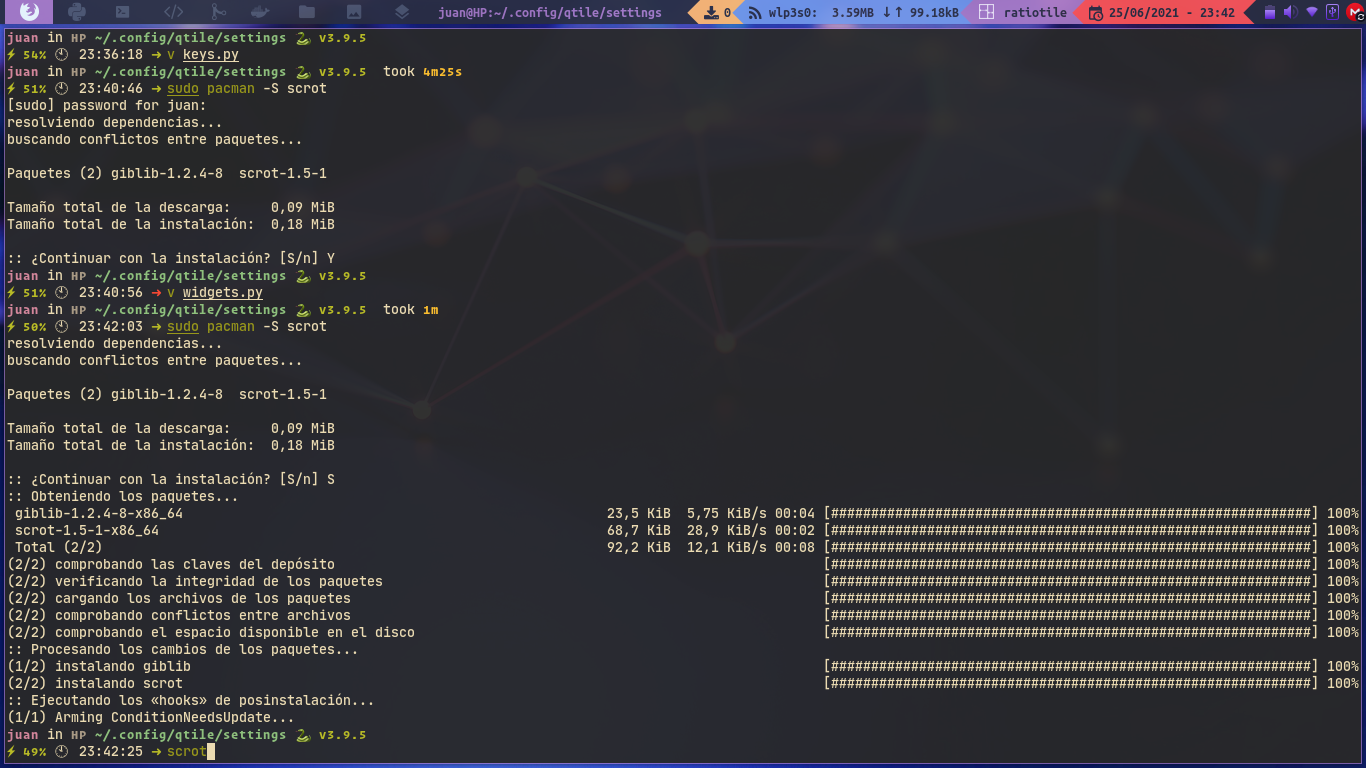 juan@HP:~/.config/qtile/settings 0 wlp3s0: 3.59MB ↓↑ 99.18kB ratiotile 25/06/2021 - 23:42
juan in HP ~/.config/qtile/settings 🐍 v3.9.5
⚡ 54% 🕙 23:36:18 ➜ v keys.py
juan in HP ~/.config/qtile/settings 🐍 v3.9.5 took 4m25s
⚡ 51% 🕙 23:40:46 ➜ sudo pacman -S scrot
[sudo] password for juan:
resolviendo dependencias...
buscando conflictos entre paquetes...
Paquetes (2) giblib-1.2.4-8  scrot-1.5-1
Tamaño total de la descarga:     0,09 MiB
Tamaño total de la instalación:  0,18 MiB
:: ¿Continuar con la instalación? [S/n] Y
juan in HP ~/.config/qtile/settings 🐍 v3.9.5
⚡ 51% 🕙 23:40:56 ➜ v widgets.py
juan in HP ~/.config/qtile/settings 🐍 v3.9.5 took 1m
⚡ 50% 🕙 23:42:03 ➜ sudo pacman -S scrot
resolviendo dependencias...
buscando conflictos entre paquetes...
Paquetes (2) giblib-1.2.4-8  scrot-1.5-1
Tamaño total de la descarga:     0,09 MiB
Tamaño total de la instalación:  0,18 MiB
:: ¿Continuar con la instalación? [S/n] S
:: Obteniendo los paquetes...
giblib-1.2.4-8-x86_64 23,5 KiB 5,75 KiB/s 00:04 [############################################################] 100%
scrot-1.5-1-x86_64 68,7 KiB 28,9 KiB/s 00:02 [############################################################] 100%
Total (2/2) 92,2 KiB 12,1 KiB/s 00:08 [############################################################] 100%
(2/2) comprobando las claves del depósito [############################################################] 100%
(2/2) verificando la integridad de los paquetes [############################################################] 100%
(2/2) cargando los archivos de los paquetes [############################################################] 100%
(2/2) comprobando conflictos entre archivos [############################################################] 100%
(2/2) comprobando el espacio disponible en el disco [############################################################] 100%
:: Procesando los cambios de los paquetes...
(1/2) instalando giblib [############################################################] 100%
(2/2) instalando scrot [############################################################] 100%
:: Ejecutando los «hooks» de posinstalación...
(1/1) Arming ConditionNeedsUpdate...
juan in HP ~/.config/qtile/settings 🐍 v3.9.5
⚡ 49% 🕙 23:42:25 ➜ scrot